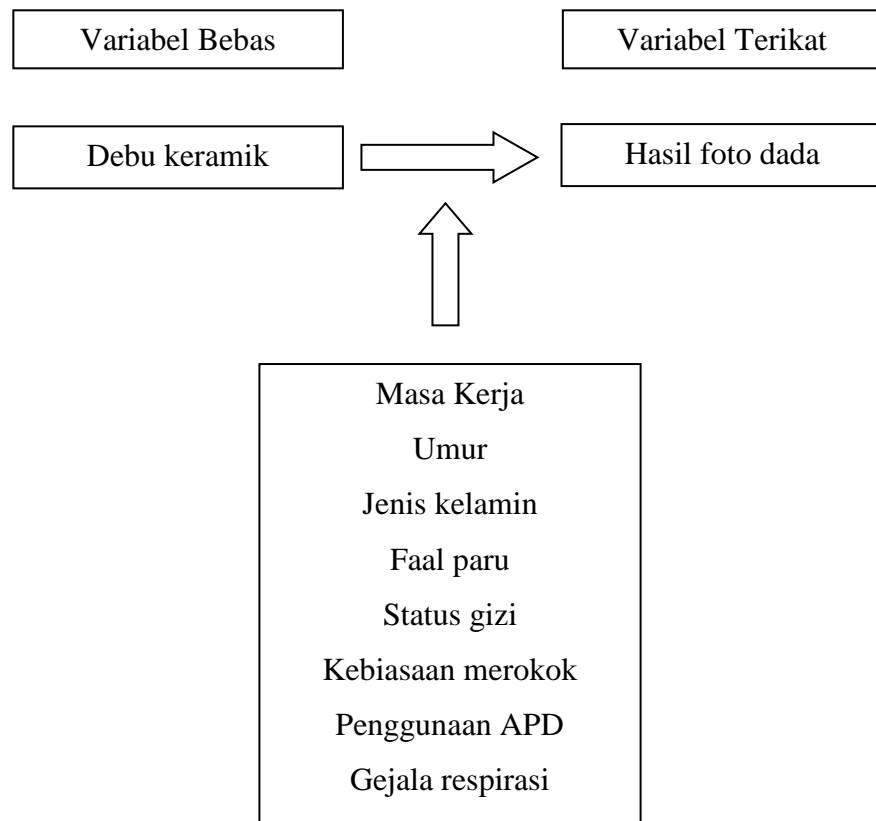 Variabel Bebas
Variabel Terikat
Debu keramik
Hasil foto dada
Masa Kerja
Umur
Jenis kelamin
Faal paru
Status gizi
Kebiasaan merokok
Penggunaan APD
Gejala respirasi